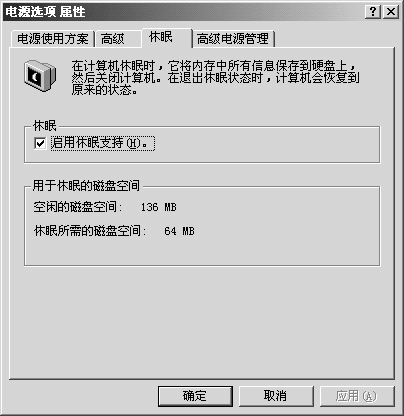 电源选项 属性
电源使用方案 高级 休眠 高级电源管理
在计算机休眠时，它将内存中所有信息保存到硬盘上，
然后关闭计算机。在退出休眠状态时，计算机会恢复到
原来的状态。
休眠
启用休眠支持(H)。
用于休眠的磁盘空间
空闲的磁盘空间: 136 MB
休眠所需的磁盘空间: 64 MB
确定 取消 应用(A)